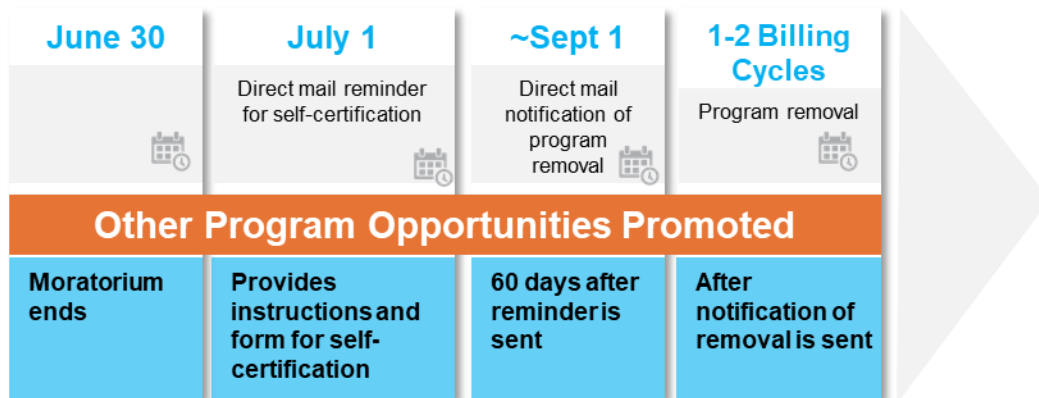 June 30
July 1
~Sept 1
1-2 Billing
Cycles
Direct mail reminder
for self-certification
Direct mail
notification of
program
removal
Program removal
Other Program Opportunities Promoted
Moratorium
ends
Provides
instructions and
form for self-
certification
60 days after
reminder is
sent
After
notification of
removal is sent